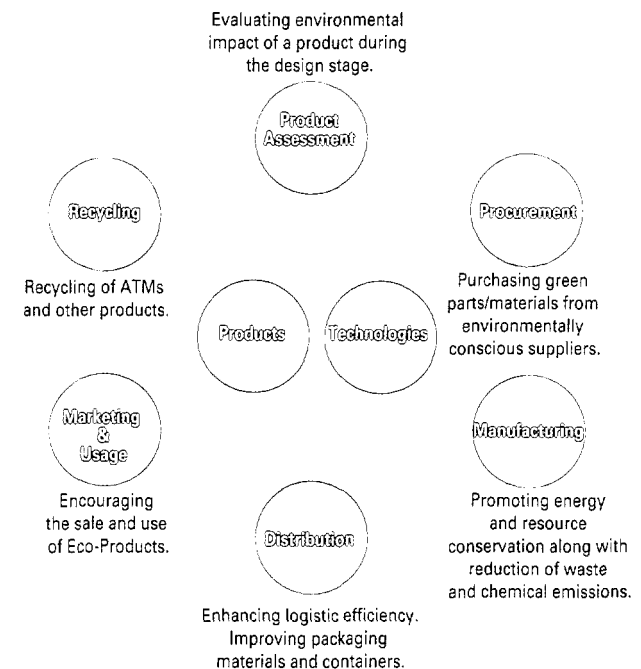 Evaluating environmental
impact of a product during
the design stage.
Product
Assessment
Recycling
Recycling of ATMs
and other products.
Procurement
Purchasing green
parts/materials from
environmentally
conscious suppliers.
Products
Technologies
Marketing
&
Usage
Encouraging
the sale and use
of Eco-Products.
Manufacturing
Promoting energy
and resource
conservation along with
reduction of waste
and chemical emissions.
Distribution
Enhancing logistic efficiency.
Improving packaging
materials and containers.